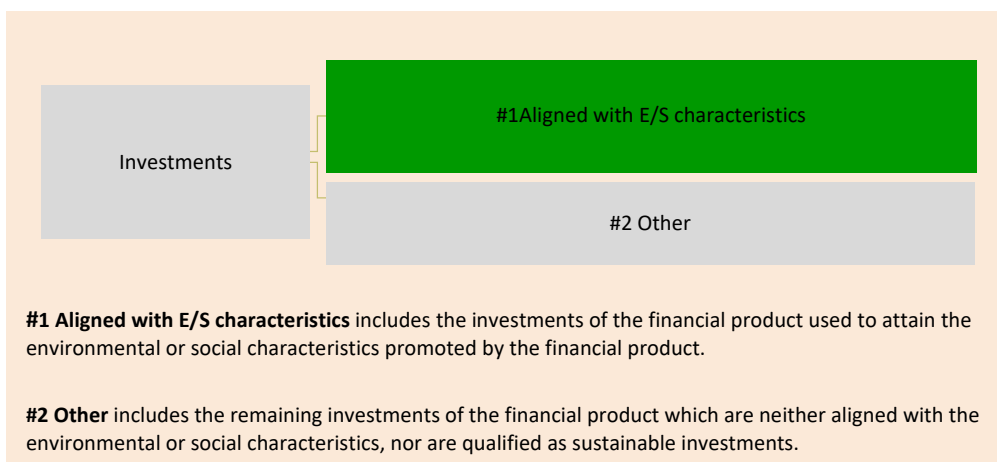 #1Aligned with E/S characteristics
Investments
#2 Other
#1 Aligned with E/S characteristics includes the investments of the financial product used to attain the
environmental or social characteristics promoted by the financial product.
#2 Other includes the remaining investments of the financial product which are neither aligned with the
environmental or social characteristics, nor are qualified as sustainable investments.